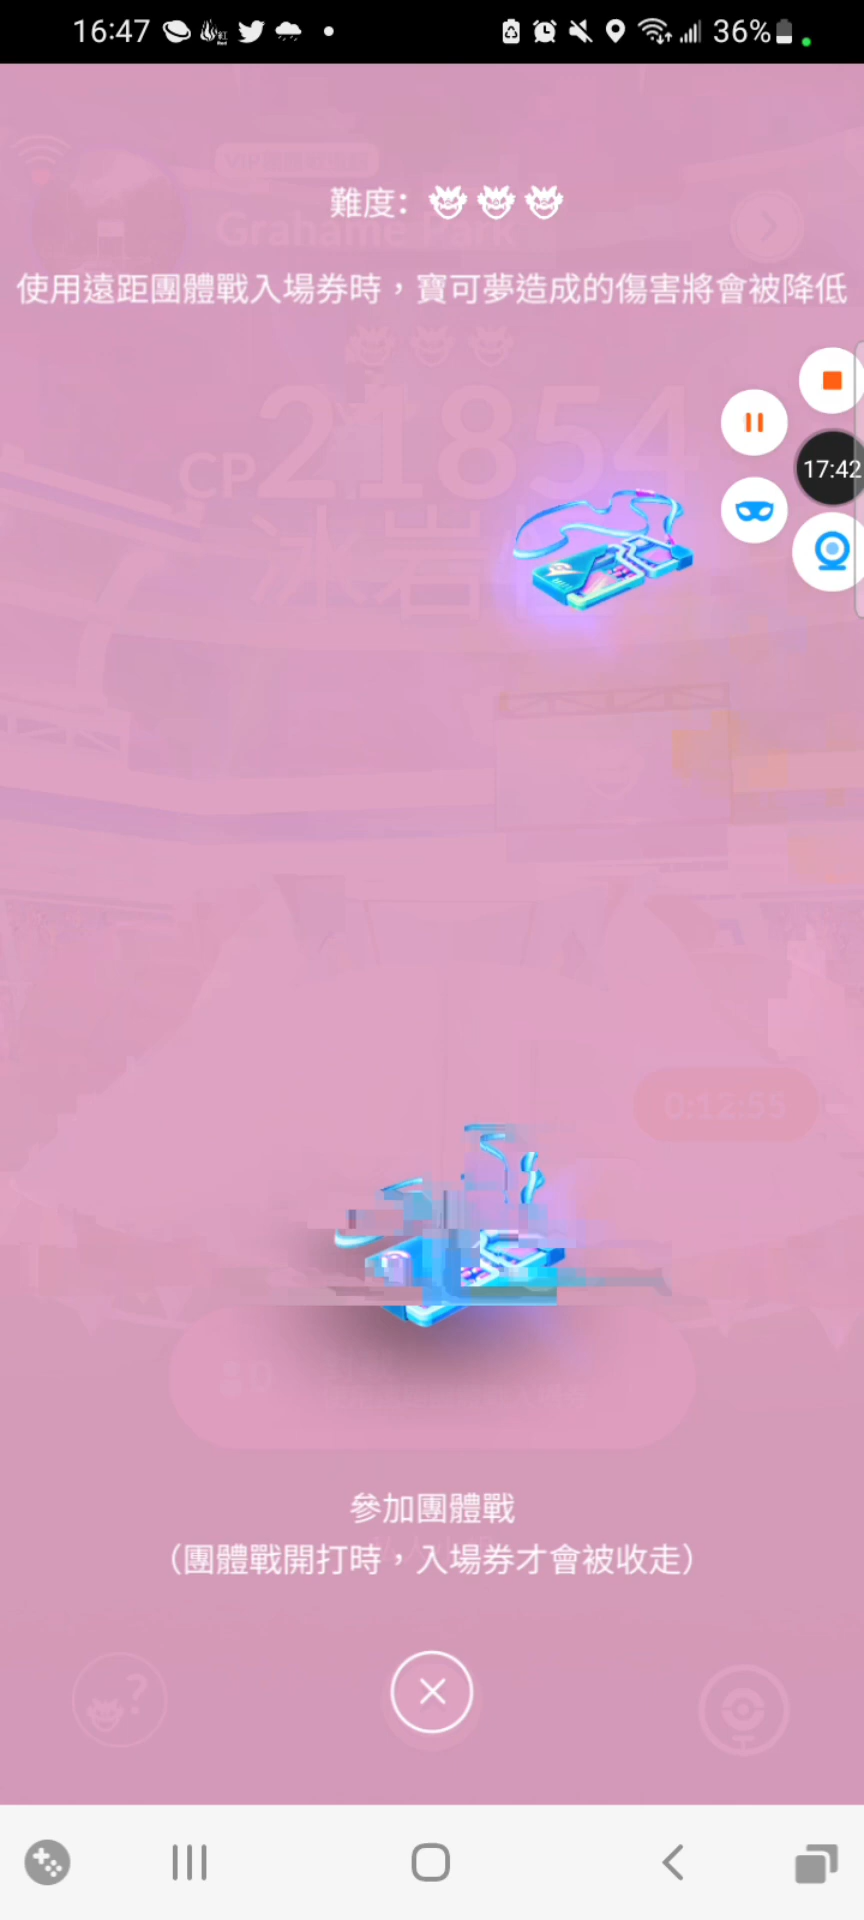 16:47
36%
難度:
Grahame Park
使用遠距團體戰入場券時，寶可夢造成的傷害將會被降低
CP21854
17:42
冰岩
0:12:55
參加團體戰
（團體戰開打時，入場券才會被收走）